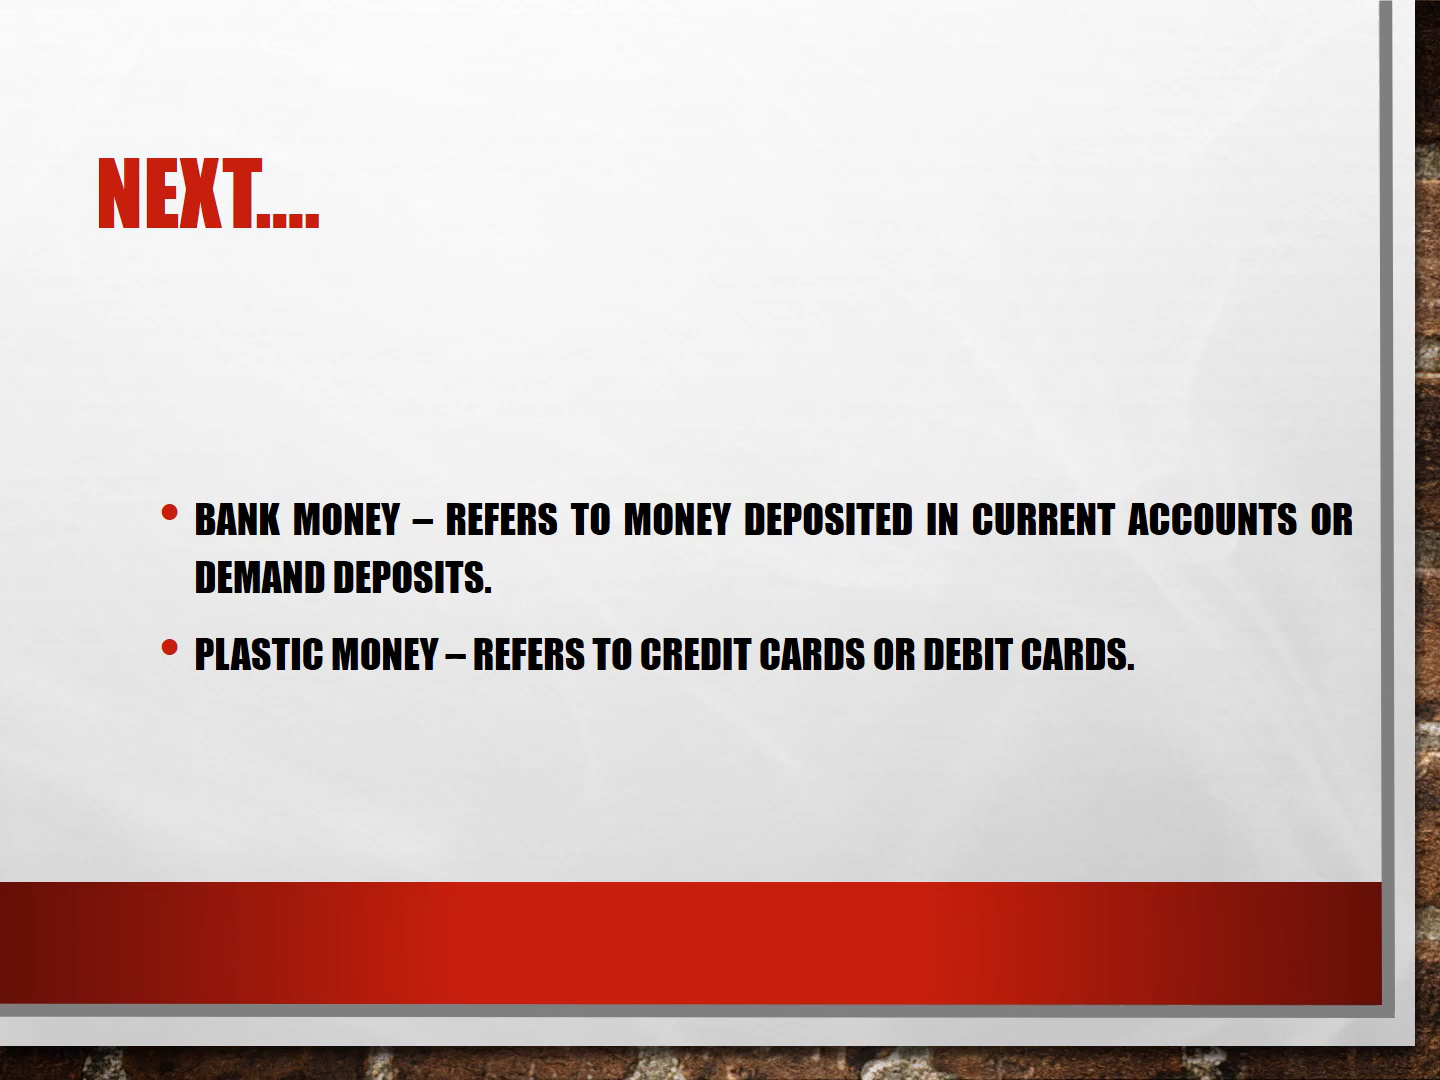 NEXT....
• BANK MONEY – REFERS TO MONEY DEPOSITED IN CURRENT ACCOUNTS OR
DEMAND DEPOSITS.
• PLASTIC MONEY – REFERS TO CREDIT CARDS OR DEBIT CARDS.